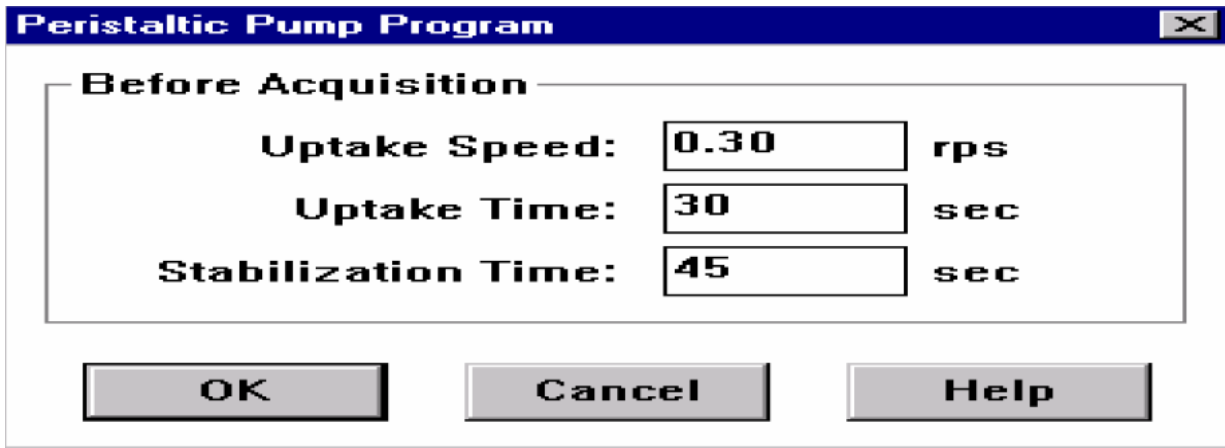 Peristaltic Pump Program
Before Acquisition
Uptake Speed: 0.30 rps
Uptake Time: 30 sec
Stabilization Time: 45 sec
OK Cancel Help